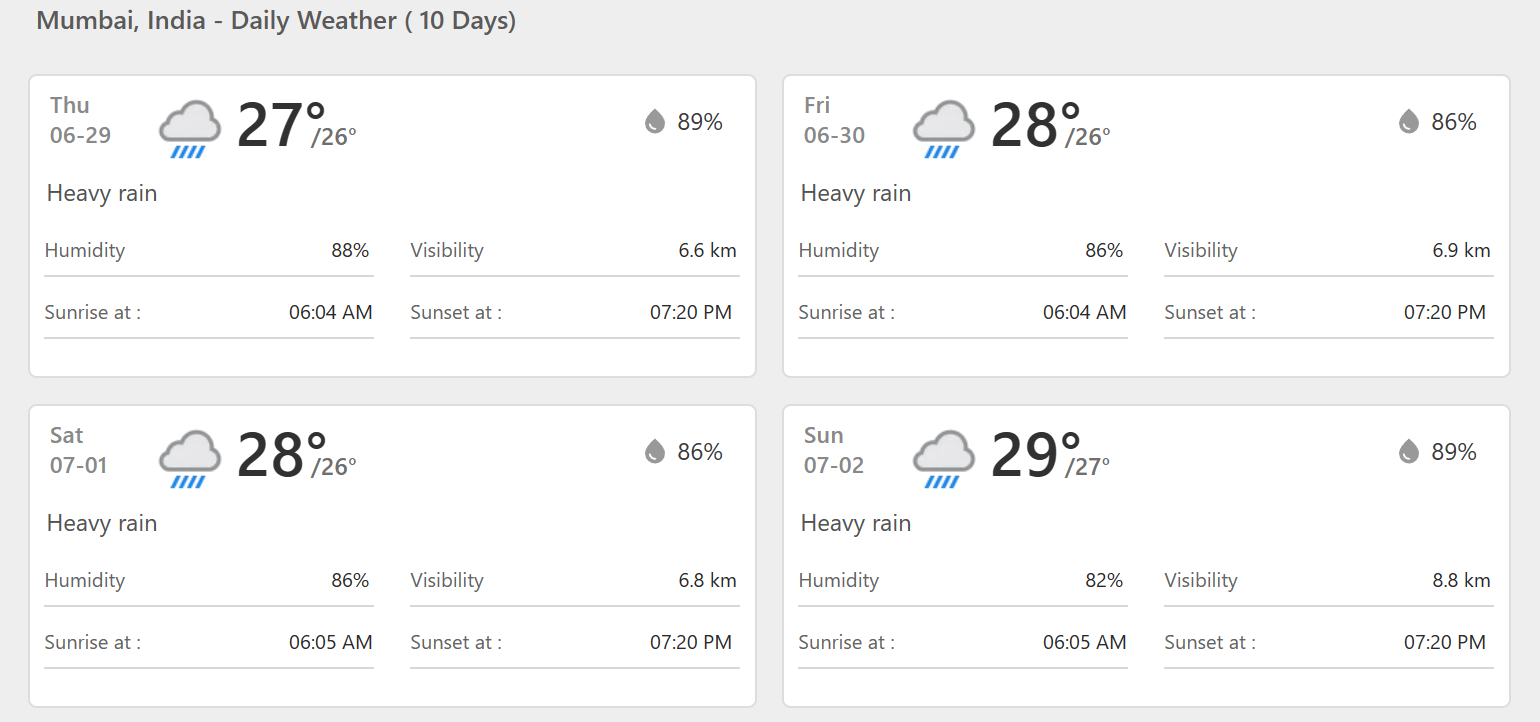 Mumbai, India - Daily Weather ( 10 Days)
Thu
06-29
27°/26°
89%
Heavy rain
Humidity 88% Visibility 6.6 km
Sunrise at : 06:04 AM Sunset at : 07:20 PM
Fri
06-30
28°/26°
86%
Heavy rain
Humidity 86% Visibility 6.9 km
Sunrise at : 06:04 AM Sunset at : 07:20 PM
Sat
07-01
28°/26°
86%
Heavy rain
Humidity 86% Visibility 6.8 km
Sunrise at : 06:05 AM Sunset at : 07:20 PM
Sun
07-02
29°/27°
89%
Heavy rain
Humidity 82% Visibility 8.8 km
Sunrise at : 06:05 AM Sunset at : 07:20 PM